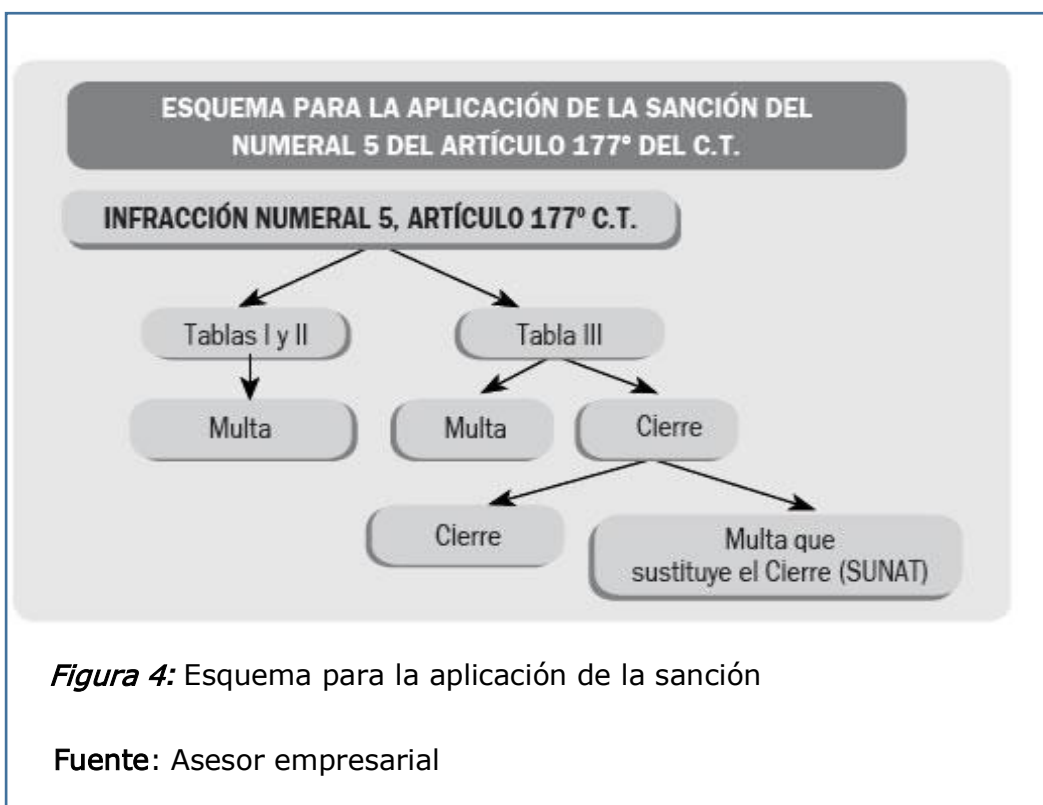 ESQUEMA PARA LA APLICACIÓN DE LA SANCIÓN DEL
NUMERAL 5 DEL ARTÍCULO 177° DEL C.T.
INFRACCIÓN NUMERAL 5, ARTÍCULO 177º C.T.
Tablas I y II
Tabla III
Multa
Multa
Cierre
Cierre
Multa que
sustituye el Cierre (SUNAT)
Figura 4: Esquema para la aplicación de la sanción
Fuente: Asesor empresarial